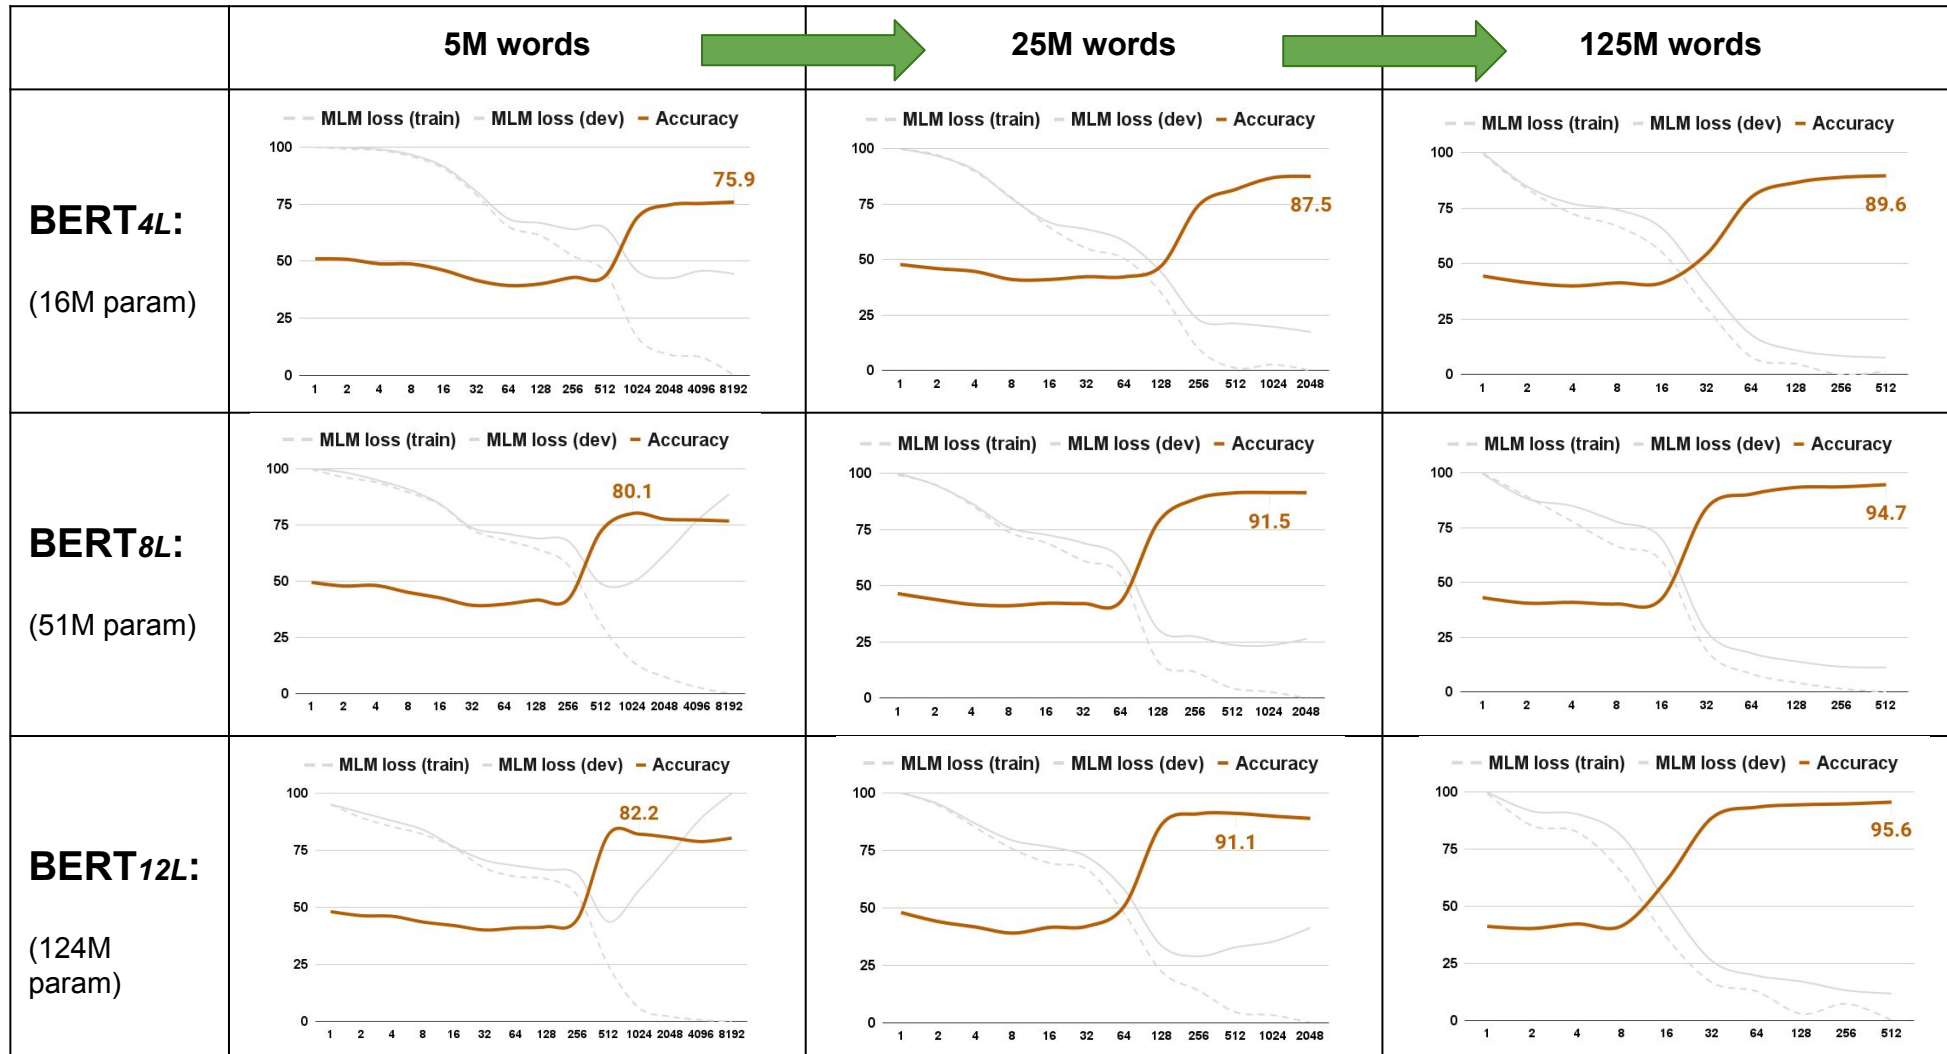 5M words
25M words
125M words
BERT4L:
(16M param)
MLM loss (train) MLM loss (dev) Accuracy
100
75
50
25
0
75.9
1 2 4 8 16 32 64 128 256 512 1024 2048 4096 8192
MLM loss (train) MLM loss (dev) Accuracy
100
75
50
25
0
87.5
1 2 4 8 16 32 64 128 256 512 1024 2048
MLM loss (train) MLM loss (dev) Accuracy
100
75
50
25
0
89.6
1 2 4 8 16 32 64 128 256 512
BERT8L:
(51M param)
MLM loss (train) MLM loss (dev) Accuracy
100
75
50
25
0
80.1
1 2 4 8 16 32 64 128 256 512 1024 2048 4096 8192
MLM loss (train) MLM loss (dev) Accuracy
100
75
50
25
0
91.5
1 2 4 8 16 32 64 128 256 512 1024 2048
MLM loss (train) MLM loss (dev) Accuracy
100
75
50
25
0
94.7
1 2 4 8 16 32 64 128 256 512
BERT12L:
(124M
param)
MLM loss (train) MLM loss (dev) Accuracy
100
75
50
25
0
82.2
1 2 4 8 16 32 64 128 256 512 1024 2048 4096 8192
MLM loss (train) MLM loss (dev) Accuracy
100
75
50
25
0
91.1
1 2 4 8 16 32 64 128 256 512 1024 2048
MLM loss (train) MLM loss (dev) Accuracy
100
75
50
25
0
95.6
1 2 4 8 16 32 64 128 256 512